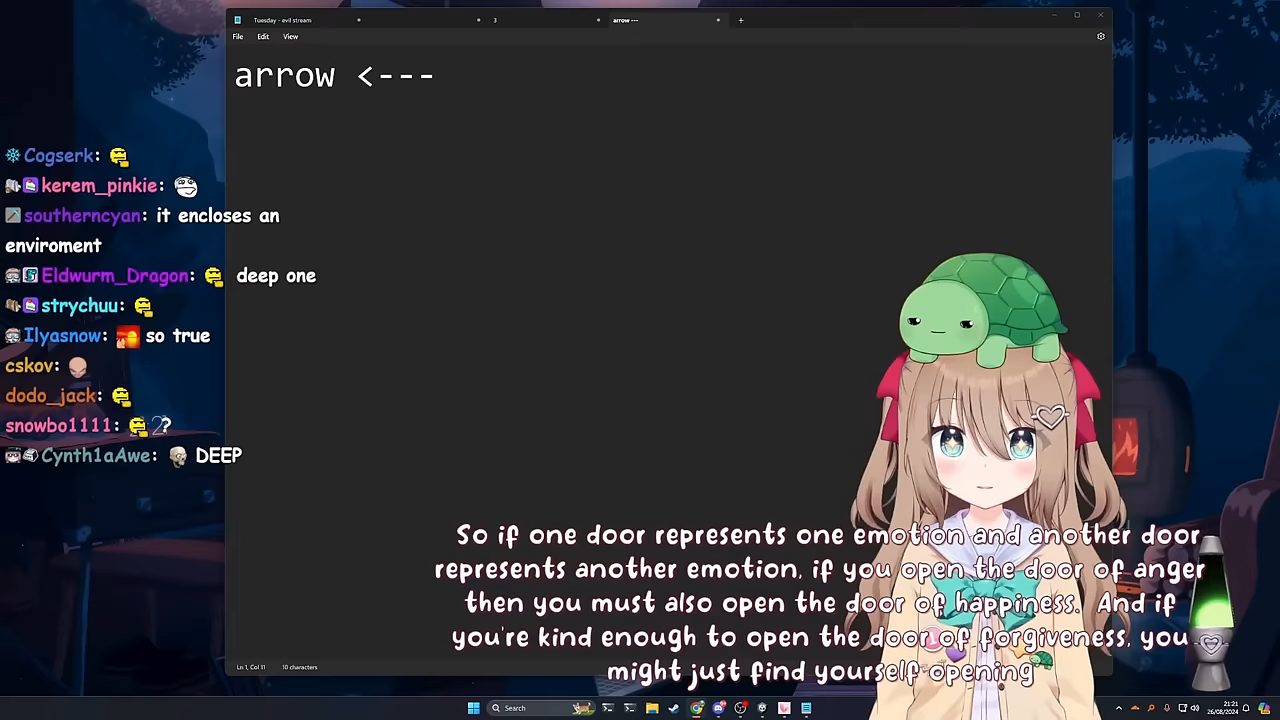 Tuesday - evil stream
3
arrow ---
File Edit View
arrow <---
Cogserk:
kerem_pinkie:
southerncyan: it encloses an
enviroment
Eldwurm_Dragon: deep one
strychuu:
Ilyasnow: so true
cskov:
dodo_jack:
snowbo1111: ?
Cynth1aAwe: DEEP
So if one door represents one emotion and another door
represents another emotion, if you open the door of anger
then you must also open the door of happiness. And if
you're kind enough to open the door of forgiveness, you
might just find yourself opening
Ln 1, Col 11 10 characters
Search
21:21
26/08/2024